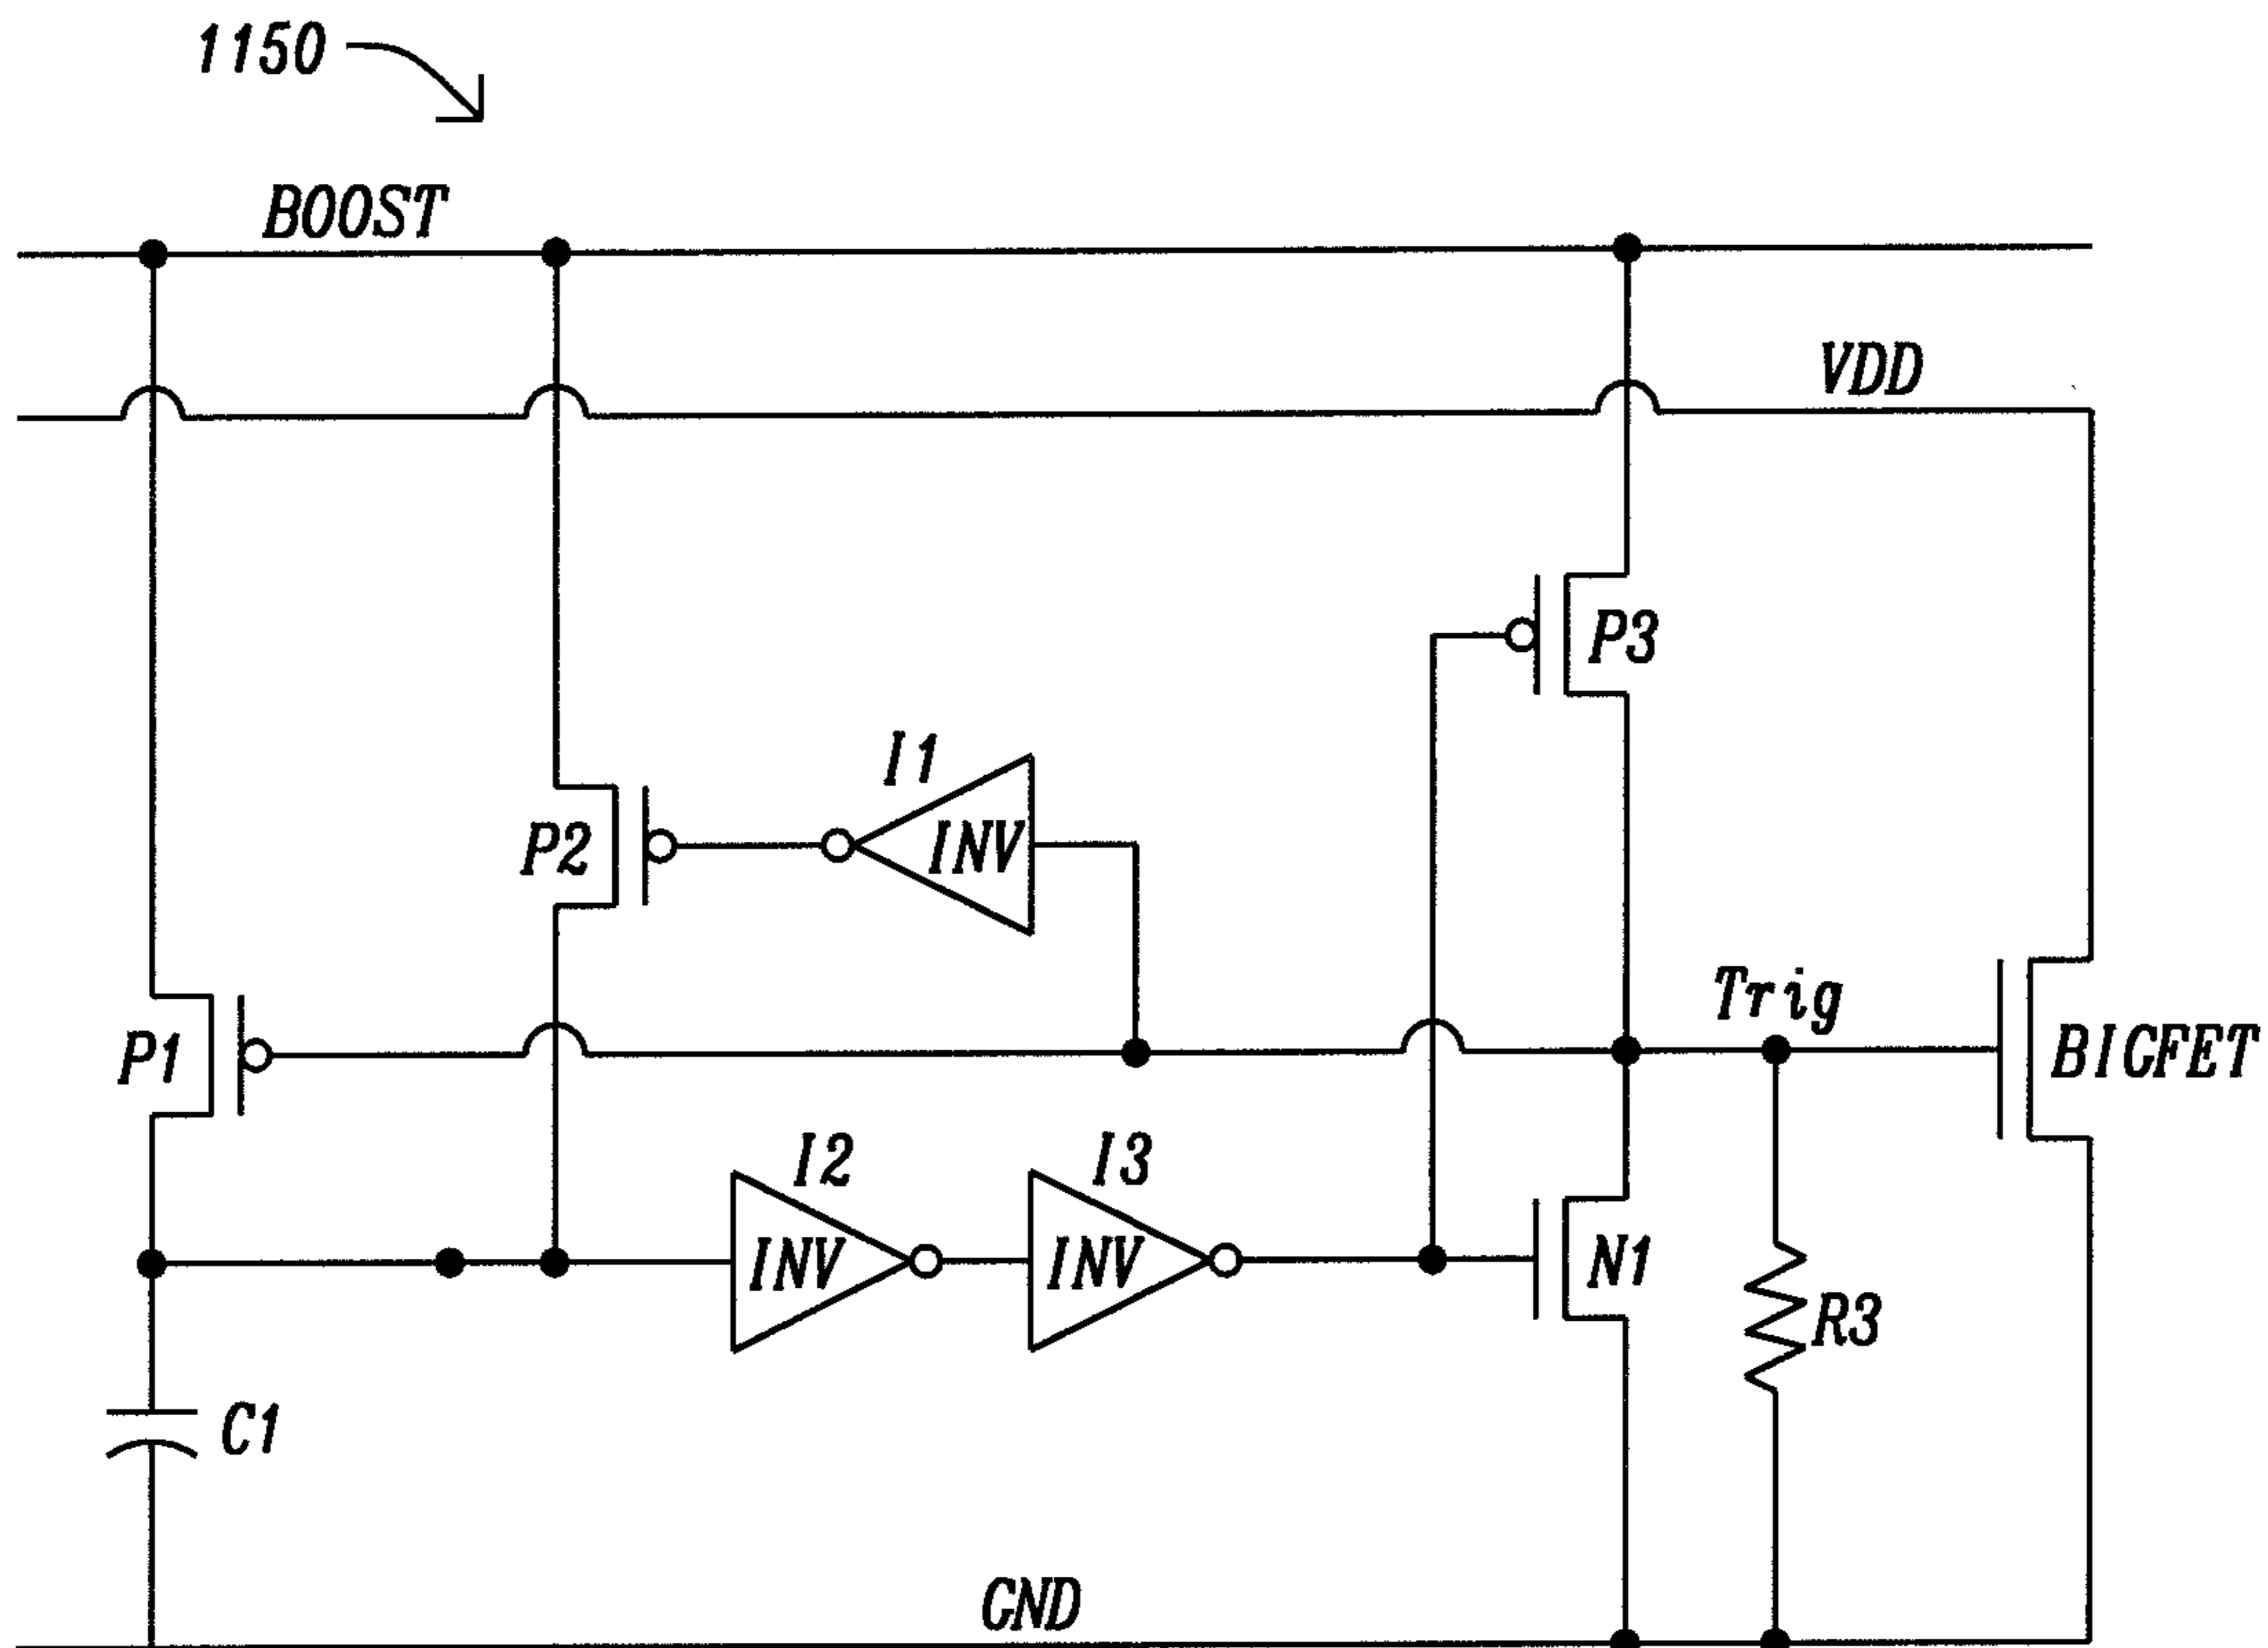 1150
BOOST
VDD
P3
I1
P2
INV
Trig
P1
BIGFET
I2
I3
INV
INV
N1
R3
C1
GND